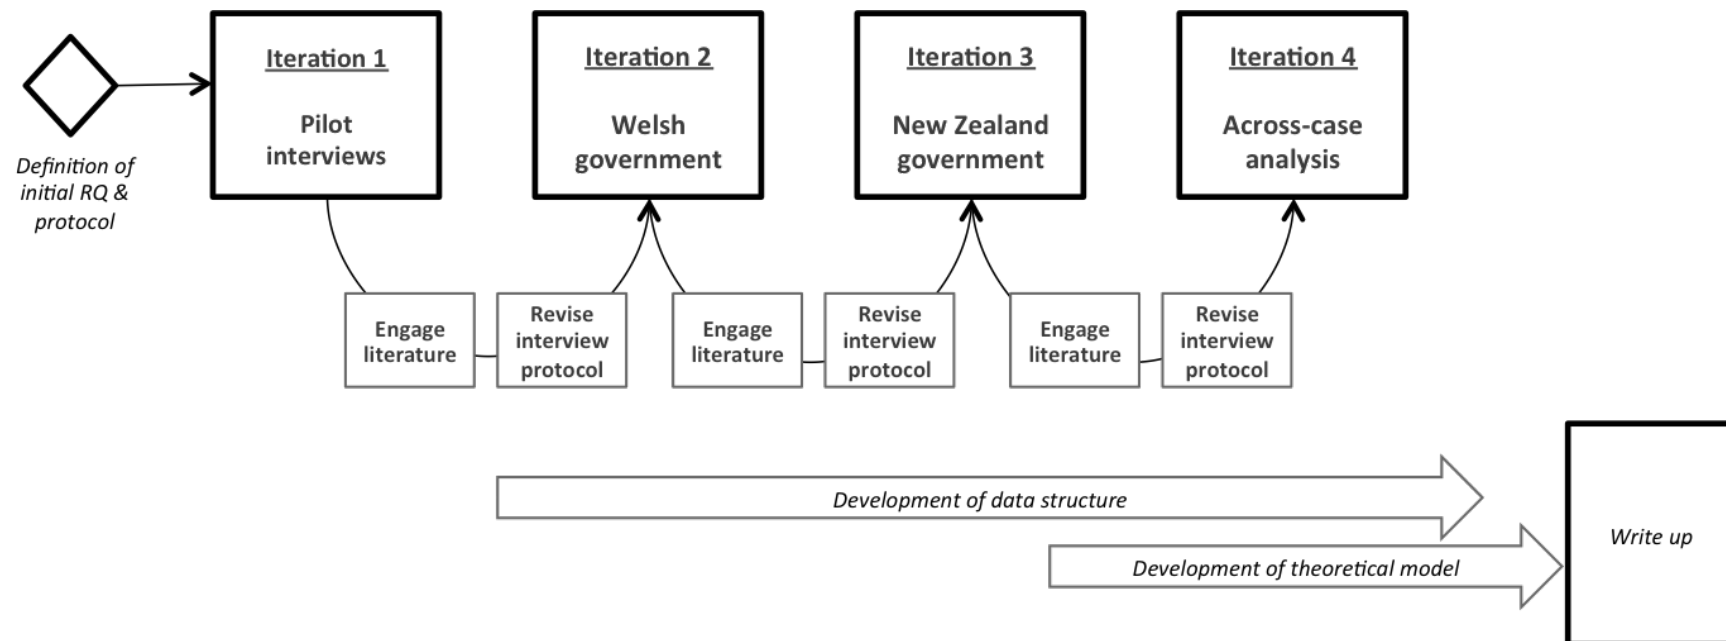 Iteration 1
Pilot
interviews
Iteration 2
Welsh
government
Iteration 3
New Zealand
government
Iteration 4
Across-case
analysis
Definition of
initial RQ &
protocol
Engage
literature
Revise
interview
protocol
Engage
literature
Revise
interview
protocol
Engage
literature
Revise
interview
protocol
Development of data structure
Development of theoretical model
Write up